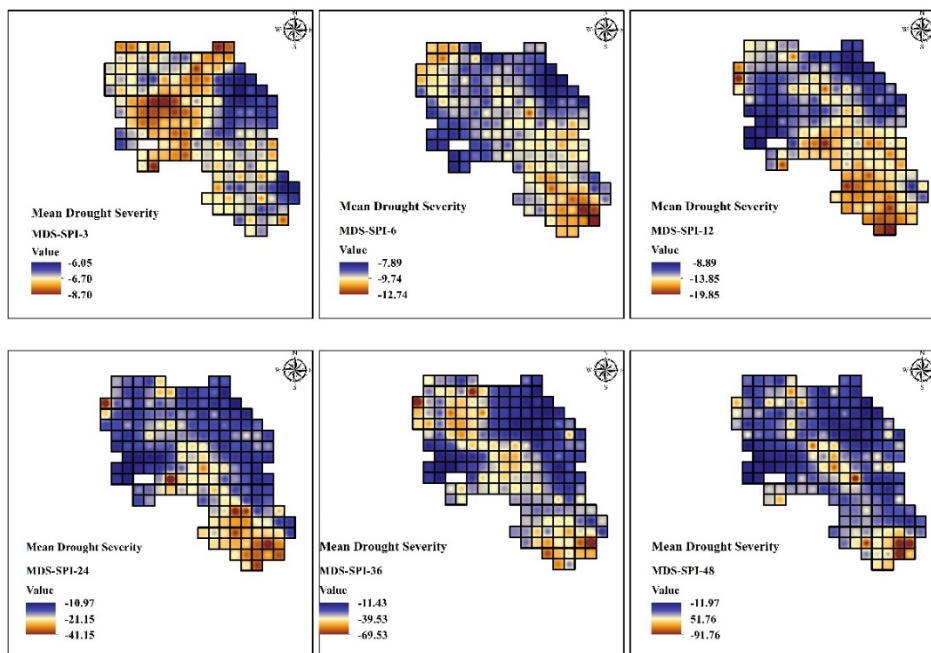 N
W
S
Mean Drought Severity
MDS-SPI-3
Value
-6.05
-6.70
-8.70
W
S
Mean Drought Severity
MDS-SPI-6
Value
-7.89
-9.74
-12.74
W
S
Mean Drought Severity
MDS-SPI-12
Value
-8.89
-13.85
-19.85
N
W
S
Mean Drought Severity
MDS-SPI-24
Value
-10.97
-21.15
-41.15
W
S
Mean Drought Severity
MDS-SPI-36
Value
-11.43
-39.53
-69.53
W
S
Mean Drought Severity
MDS-SPI-48
Value
-11.97
51.76
-91.76